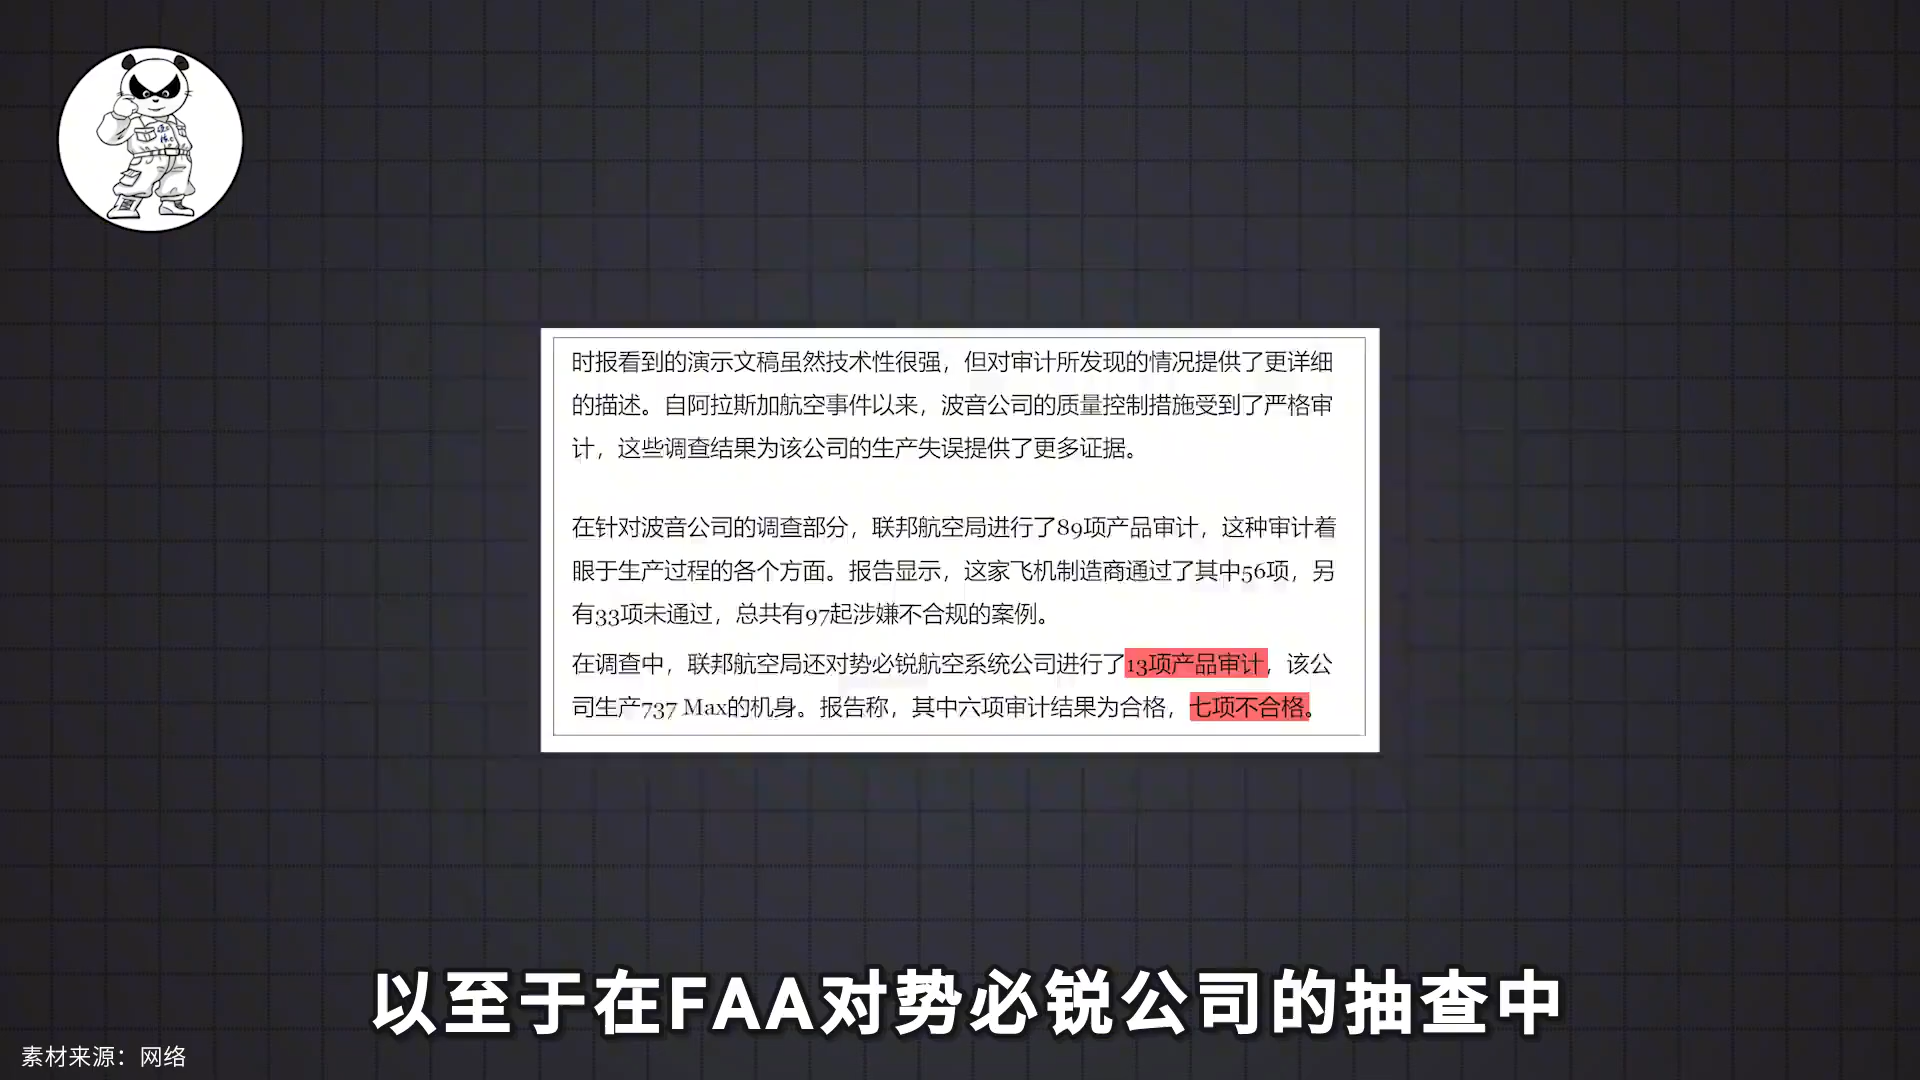 时报看到的演示文稿虽然技术性很强，但对审计所发现的情况提供了更详细
的描述。自阿拉斯加航空事件以来，波音公司的质量控制措施受到了严格审
计，这些调查结果为该公司的生产失误提供了更多证据。
在针对波音公司的调查部分，联邦航空局进行了89项产品审计，这种审计着
眼于生产过程的各个方面。报告显示，这家飞机制造商通过了其中56项，另
有33项未通过，总共有97起涉嫌不合规的案例。
在调查中，联邦航空局还对势必锐航空系统公司进行了13项产品审计，该公
司生产737 Max的机身。报告称，其中六项审计结果为合格，七项不合格。
以至于在FAA对势必锐公司的抽查中
素材来源：网络